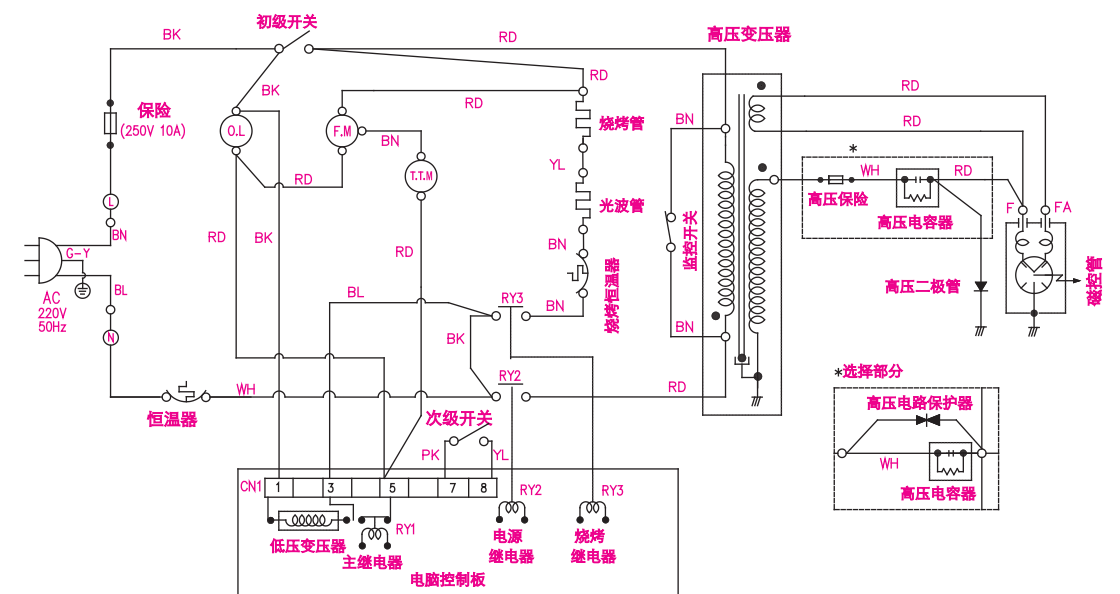 初级开关
BK
RD
高压变压器
RD
BK
RD
RD
保险
(250V 10A)
O.L
F.M
BN
烧烤管
BN
RD
*
T.T.M
YL
WH
RD
高压保险
RD
L
光波管
F
FA
高压电容器
BN
RD
BK
BN
监控开关
G-Y
RD
AC
220V
50Hz
BL
BL
烧烤恒温器
高压二极管
磁控管
RY3
BN
N
BK
BN
RY2
*选择部分
WH
RD
恒温器
次级开关
高压电路保护器
PK
YL
WH
CN1
1
3
5
7
8
RY2
RY3
高压电容器
RY1
电源
继电器
烧烤
继电器
低压变压器
主继电器
电脑控制板